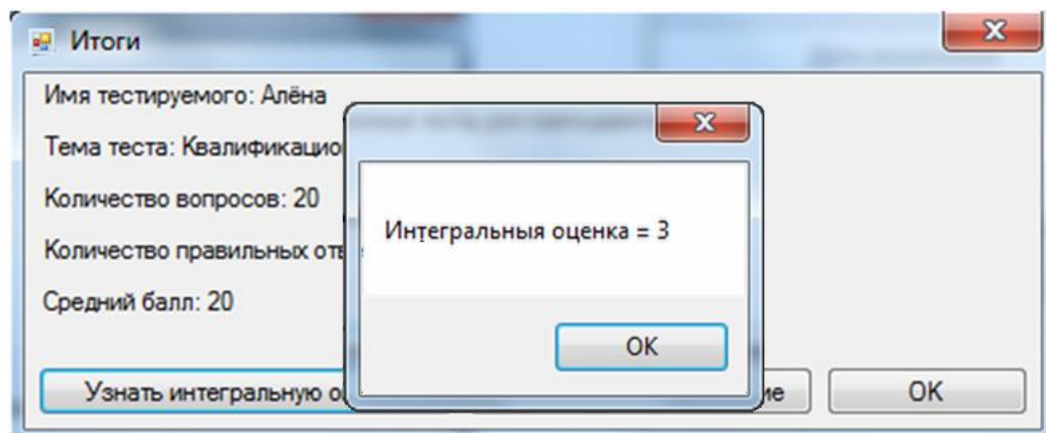 Итоги
Имя тестируемого: Алёна
Тема теста: Квалификацио
Количество вопросов: 20
Количество правильных отв
Средний балл: 20
Интегральныя оценка = 3
OK
Узнать интегральную о
ие
OK